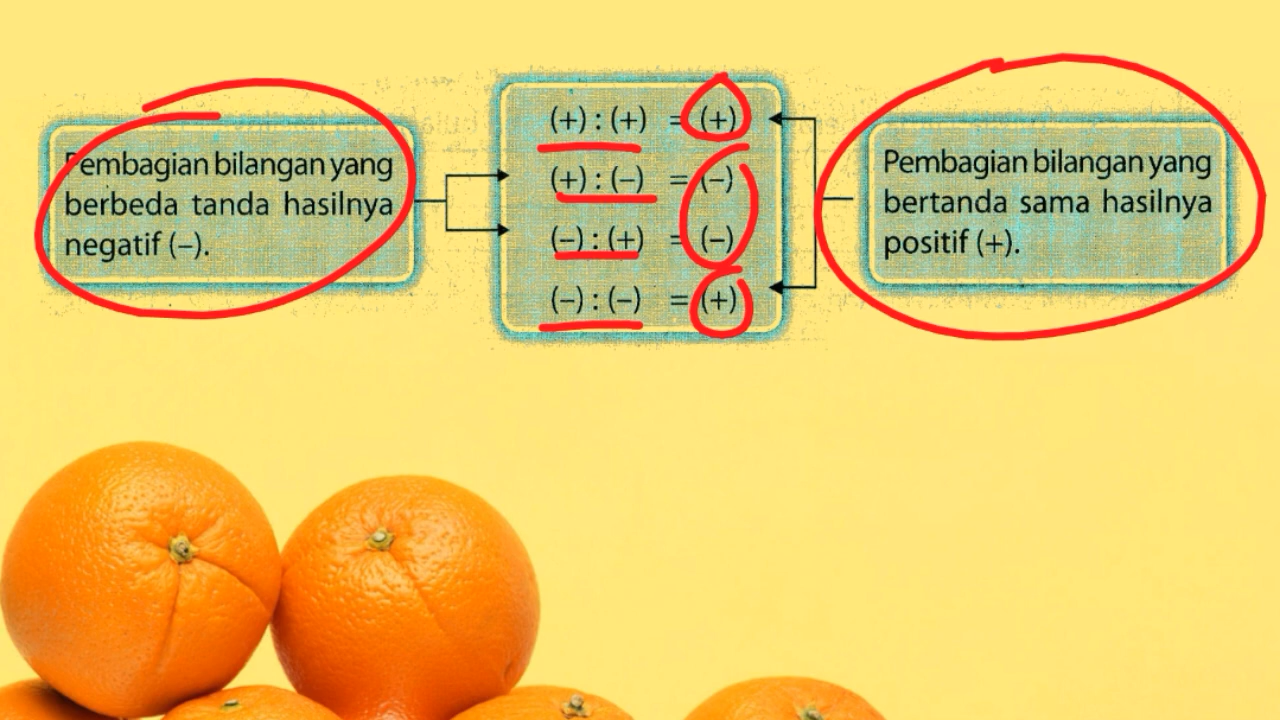 Pembagian bilangan yang
berbeda tanda hasilnya
negatif (–).
(+) : (+) = (+)
(+) : (–) = (–)
(–) : (+) = (–)
(–) : (–) = (+)
Pembagian bilangan yang
bertanda sama hasilnya
positif (+).